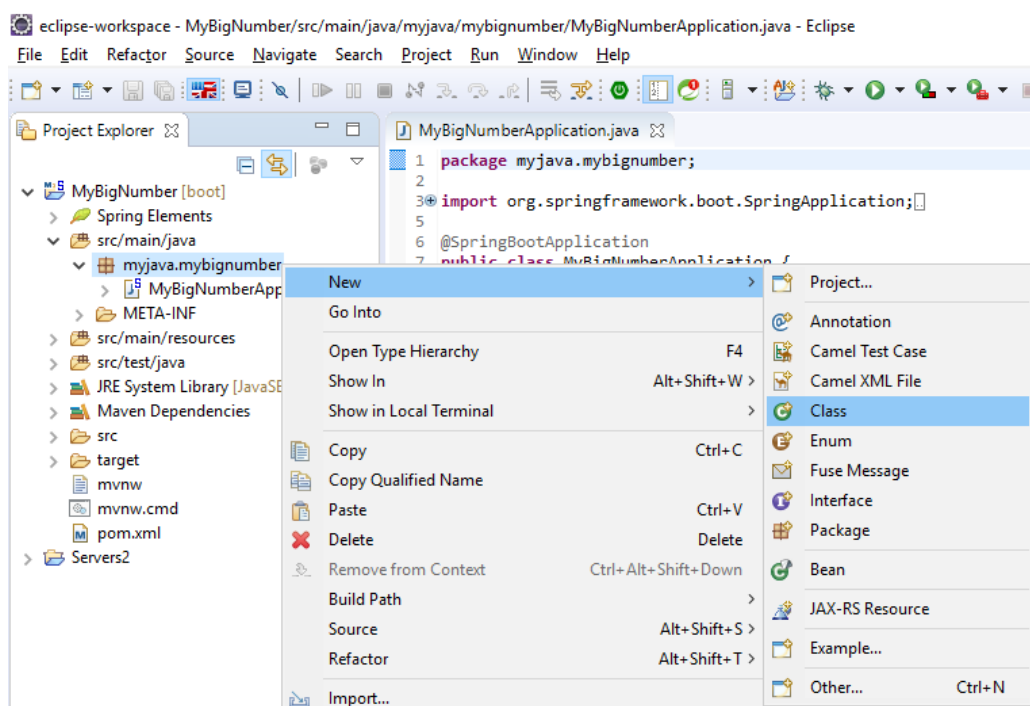 eclipse-workspace - MyBigNumber/src/main/java/myjava/mybignumber/MyBigNumberApplication.java - Eclipse
File Edit Refactor Source Navigate Search Project Run Window Help
Project Explorer
MyBigNumberApplication.java
MyBigNumber [boot]
Spring Elements
src/main/java
myjava.mybignumber
MyBigNumberApp
META-INF
src/main/resources
src/test/java
JRE System Library [JavaSE
Maven Dependencies
src
target
mvnw
mvnw.cmd
pom.xml
Servers2
1 package myjava.mybignumber;
2
3 import org.springframework.boot.SpringApplication;
5
6 @SpringBootApplication
7 public class MyBigNumberApplication {
New
Go Into
Open Type Hierarchy F4
Show In Alt+Shift+W
Show in Local Terminal
Copy Ctrl+C
Copy Qualified Name
Paste Ctrl+V
Delete Delete
Remove from Context Ctrl+Alt+Shift+Down
Build Path
Source Alt+Shift+S
Refactor Alt+Shift+T
Import...
Project...
Annotation
Camel Test Case
Camel XML File
Class
Enum
Fuse Message
Interface
Package
Bean
JAX-RS Resource
Example...
Other... Ctrl+N